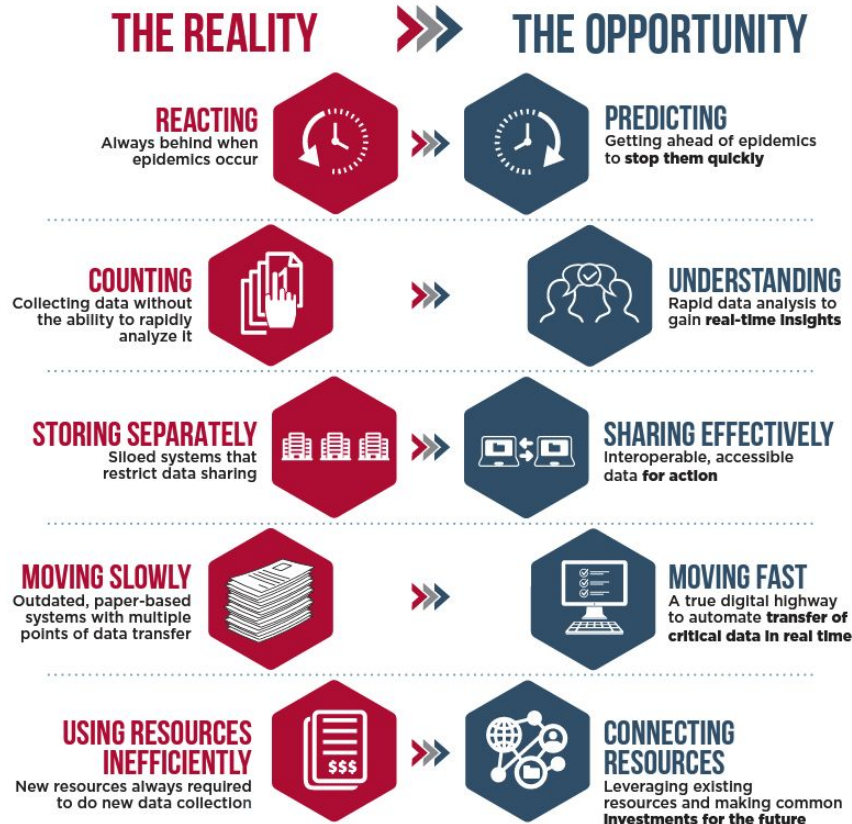 THE REALITY
THE OPPORTUNITY
REACTING
Always behind when
epidemics occur
PREDICTING
Getting ahead of epidemics
to stop them quickly
COUNTING
Collecting data without
the ability to rapidly
analyze it
1
UNDERSTANDING
Rapid data analysis to
gain real-time insights
STORING SEPARATELY
Siloed systems that
restrict data sharing
SHARING EFFECTIVELY
Interoperable, accessible
data for action
MOVING SLOWLY
Outdated, paper-based
systems with multiple
points of data transfer
MOVING FAST
A true digital highway
to automate transfer of
critical data in real time
USING RESOURCES
INEFFICIENTLY
New resources always required
to do new data collection
$$$
CONNECTING
RESOURCES
Leveraging existing
resources and making common
investments for the future